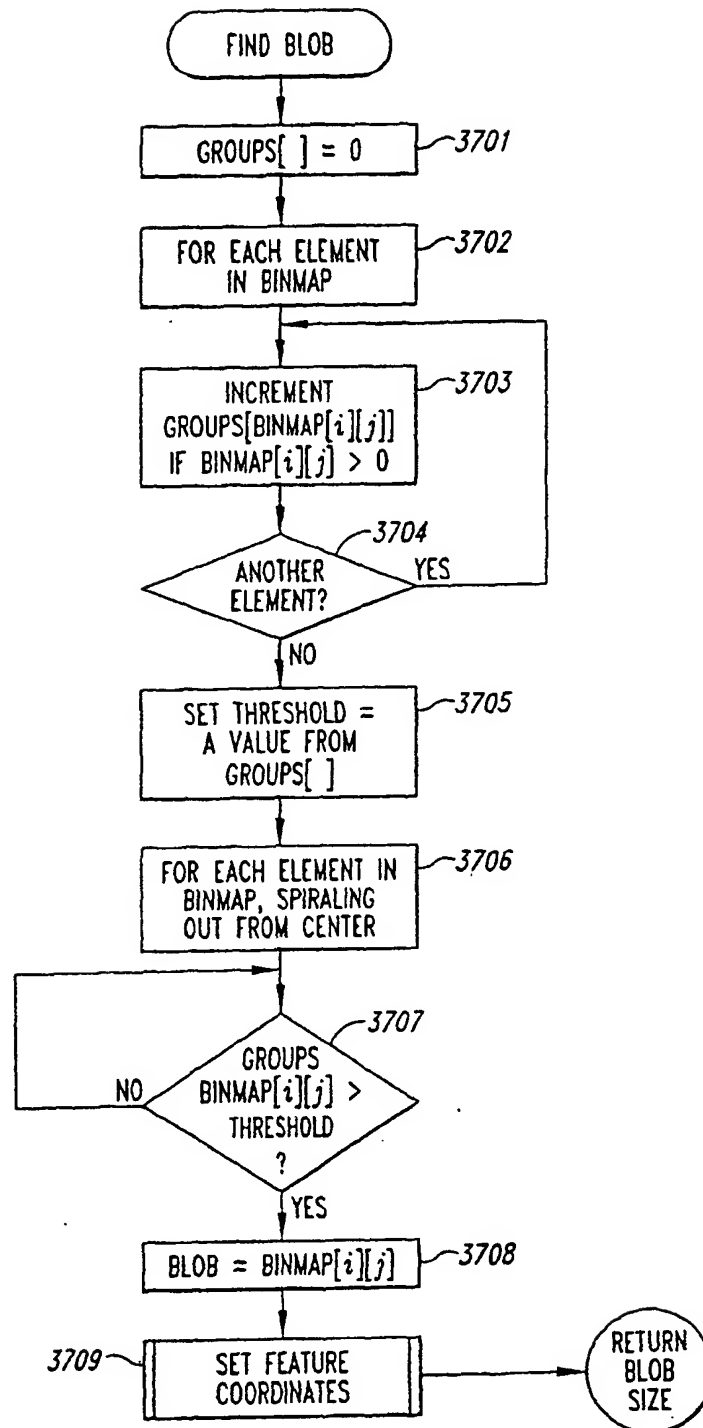 FIND BLOB
GROUPS[ ] = 0
3701
FOR EACH ELEMENT
IN BINMAP
3702
INCREMENT
GROUPS[BINMAP[i][j]]
IF BINMAP[i][j] > 0
3703
3704
ANOTHER
ELEMENT?
YES
NO
SET THRESHOLD =
A VALUE FROM
GROUPS[ ]
3705
FOR EACH ELEMENT IN
BINMAP, SPIRALING
OUT FROM CENTER
3706
3707
GROUPS
BINMAP[i][j] >
THRESHOLD
?
NO
YES
BLOB = BINMAP[i][j]
3708
3709
SET FEATURE
COORDINATES
RETURN
BLOB
SIZE